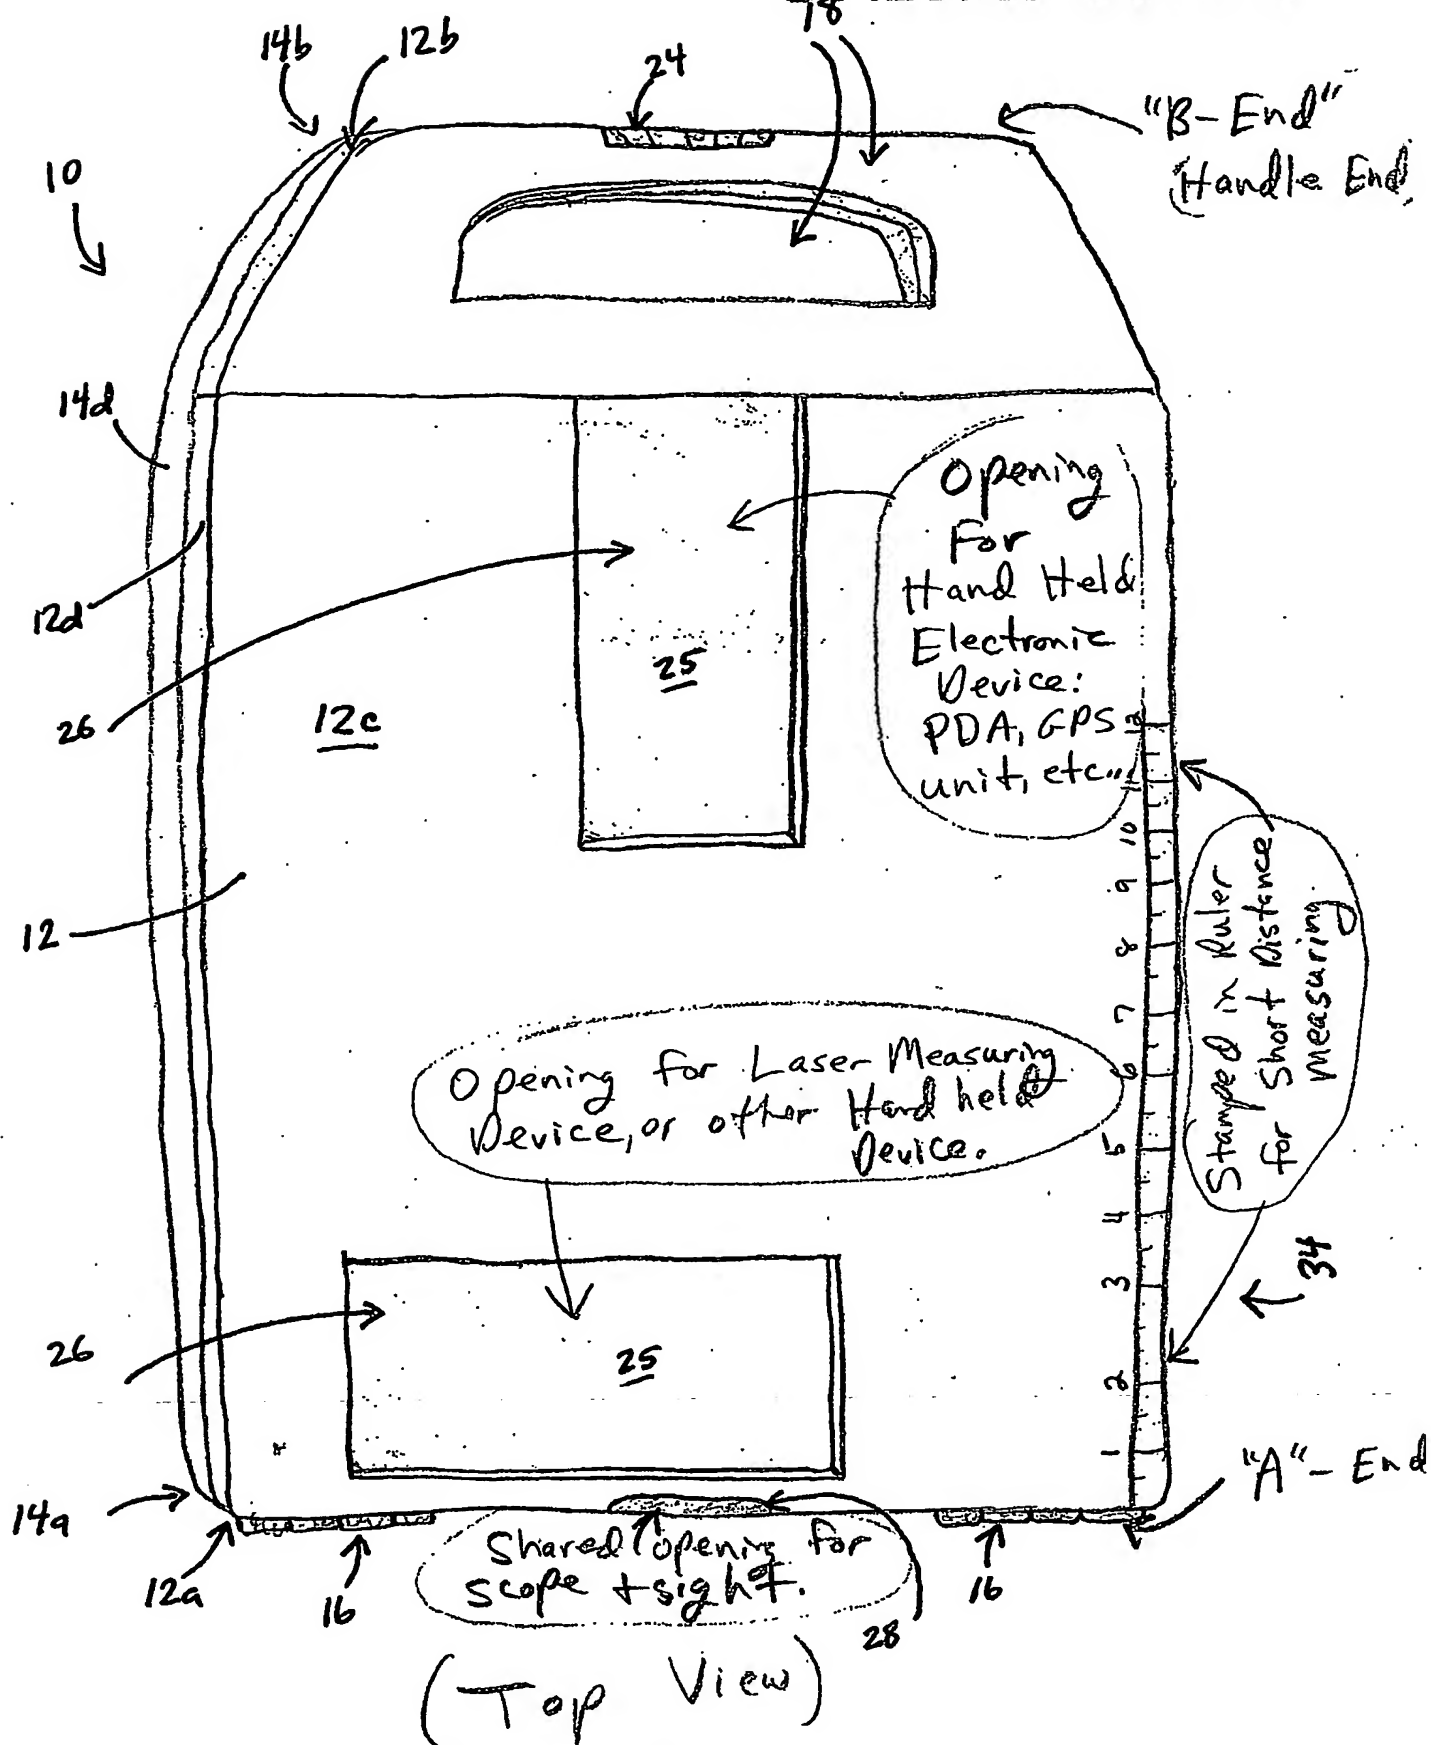 18
14b
12b
24
"B-End"
(Handle End
10
14d
Opening
For
Hand Held
Electronic
Device:
PDA, GPS
unit, etc..
12d
26
25
12c
12
12
11
10
9
8
7
6
5
4
3
2
1
Stamped in Ruler
for Short Distance
Measuring.
Opening for Laser Measuring
Device, or other Hand held
Device.
34
26
25
"A"- End
14a
12a
16
Shared opening for
scope + sight.
16
28
(Top View)